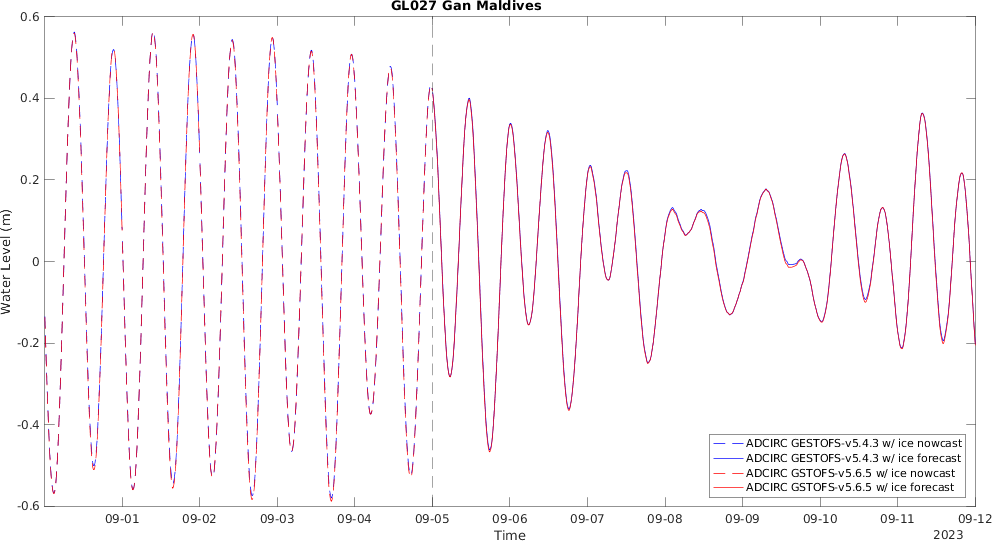 GL027 Gan Maldives
0.6
0.4
0.2
0
-0.2
-0.4
-0.6
Water Level (m)
ADCIRC GESTOFS-v5.4.3 w/ ice nowcast
ADCIRC GESTOFS-v5.4.3 w/ ice forecast
ADCIRC GSTOFS-v5.6.5 w/ ice nowcast
ADCIRC GSTOFS-v5.6.5 w/ ice forecast
09-01 09-02 09-03 09-04 09-05 09-06 09-07 09-08 09-09 09-10 09-11 09-12
Time
2023